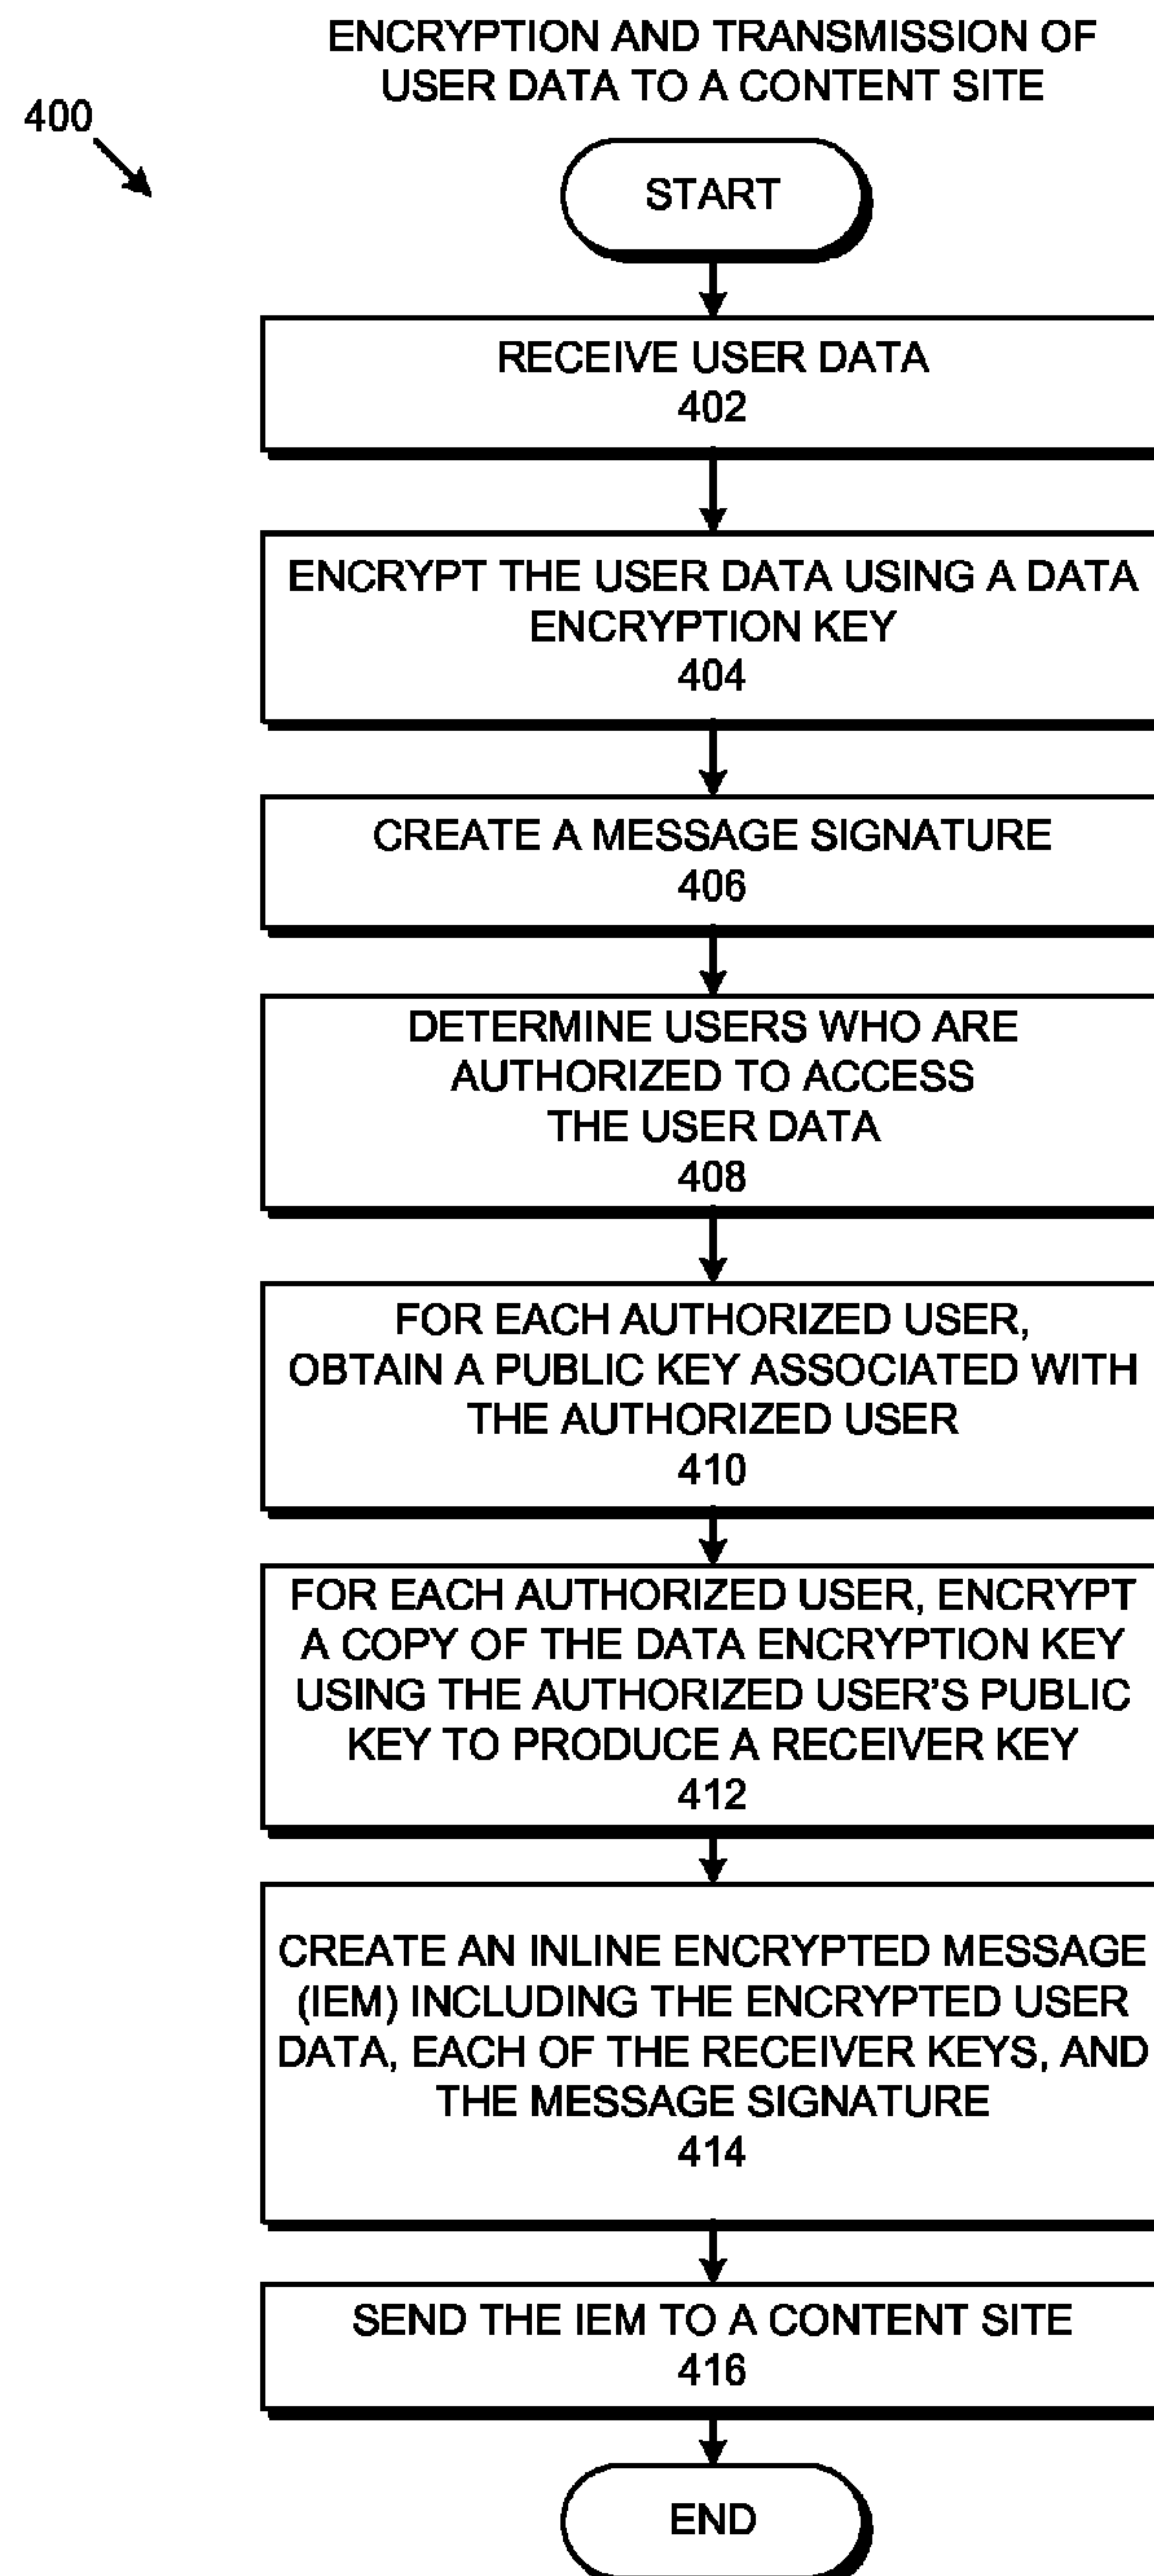 ENCRYPTION AND TRANSMISSION OF
USER DATA TO A CONTENT SITE
400
START
RECEIVE USER DATA
402
ENCRYPT THE USER DATA USING A DATA
ENCRYPTION KEY
404
CREATE A MESSAGE SIGNATURE
406
DETERMINE USERS WHO ARE
AUTHORIZED TO ACCESS
THE USER DATA
408
FOR EACH AUTHORIZED USER,
OBTAIN A PUBLIC KEY ASSOCIATED WITH
THE AUTHORIZED USER
410
FOR EACH AUTHORIZED USER, ENCRYPT
A COPY OF THE DATA ENCRYPTION KEY
USING THE AUTHORIZED USER'S PUBLIC
KEY TO PRODUCE A RECEIVER KEY
412
CREATE AN INLINE ENCRYPTED MESSAGE
(IEM) INCLUDING THE ENCRYPTED USER
DATA, EACH OF THE RECEIVER KEYS, AND
THE MESSAGE SIGNATURE
414
SEND THE IEM TO A CONTENT SITE
416
END